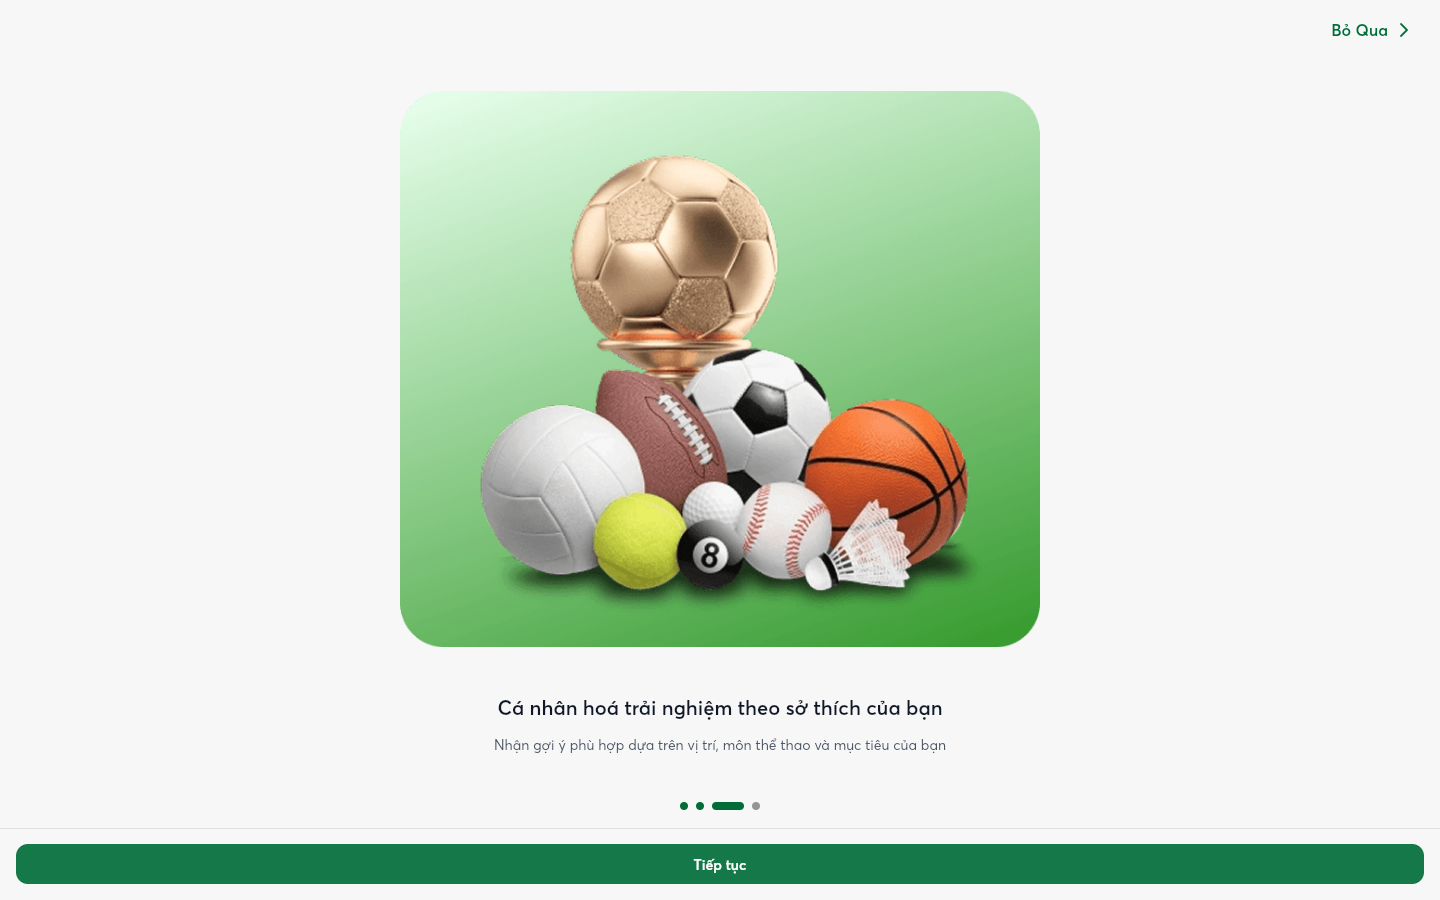 Bỏ Qua
8
Cá nhân hoá trải nghiệm theo sở thích của bạn
Nhận gợi ý phù hợp dựa trên vị trí, môn thể thao và mục tiêu của bạn
Tiếp tục